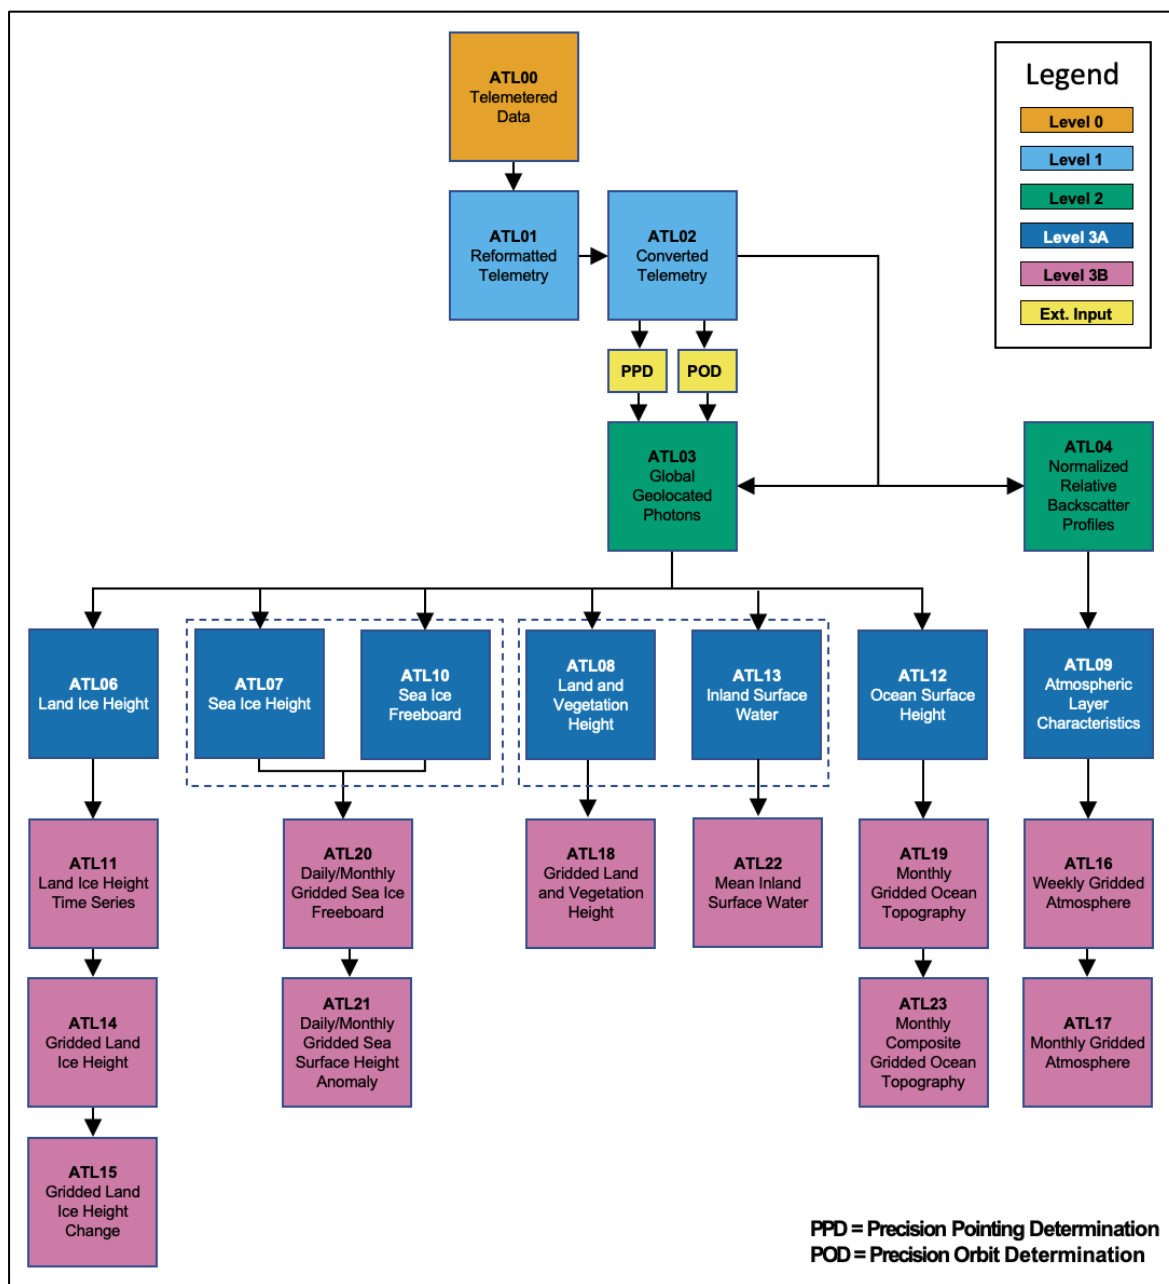 ATL00
Telemetered
Data
Legend
Level 0
Level 1
Level 2
Level 3A
Level 3B
Ext. Input
ATL01
Reformatted
Telemetry
ATL02
Converted
Telemetry
PPD
POD
ATL03
Global
Geolocated
Photons
ATL04
Normalized
Relative
Backscatter
Profiles
ATL06
Land Ice Height
ATL07
Sea Ice Height
ATL10
Sea Ice
Freeboard
ATL08
Land and
Vegetation
Height
ATL13
Inland Surface
Water
ATL12
Ocean Surface
Height
ATL09
Atmospheric
Layer
Characteristics
ATL11
Land Ice Height
Time Series
ATL20
Daily/Monthly
Gridded Sea Ice
Freeboard
ATL18
Gridded Land
and Vegetation
Height
ATL22
Mean Inland
Surface Water
ATL19
Monthly
Gridded Ocean
Topography
ATL16
Weekly Gridded
Atmosphere
ATL14
Gridded Land
Ice Height
ATL21
Daily/Monthly
Gridded Sea
Surface Height
Anomaly
ATL23
Monthly
Composite
Gridded Ocean
Topography
ATL17
Monthly Gridded
Atmosphere
ATL15
Gridded Land
Ice Height
Change
PPD = Precision Pointing Determination
POD = Precision Orbit Determination